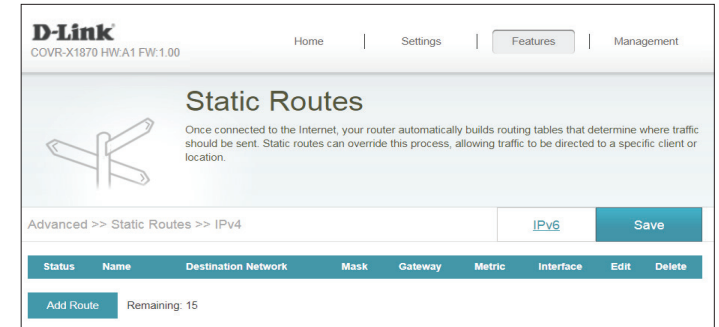 D-Link
COVR-X1870 HW:A1 FW:1.00
Home | Settings | Features | Management
Static Routes
Once connected to the Internet, your router automatically builds routing tables that determine where traffic
should be sent. Static routes can override this process, allowing traffic to be directed to a specific client or
location.
Advanced >> Static Routes >> IPv4
IPv6
Save
Status Name Destination Network Mask Gateway Metric Interface Edit Delete
Add Route Remaining: 15